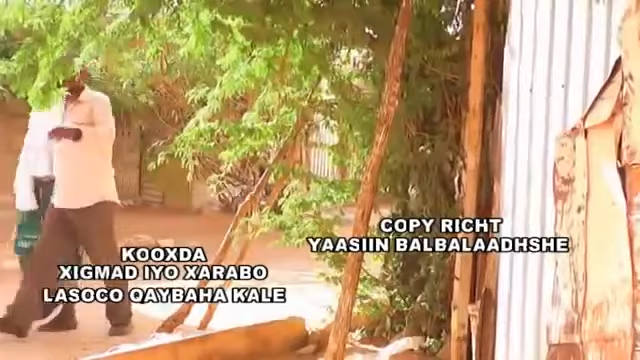 KOOXDA
XIGMAD IYO XARABO
LASOCO QAYBAHA KALE
COPY RICHT
YAASIIN BALBALAADHSHE